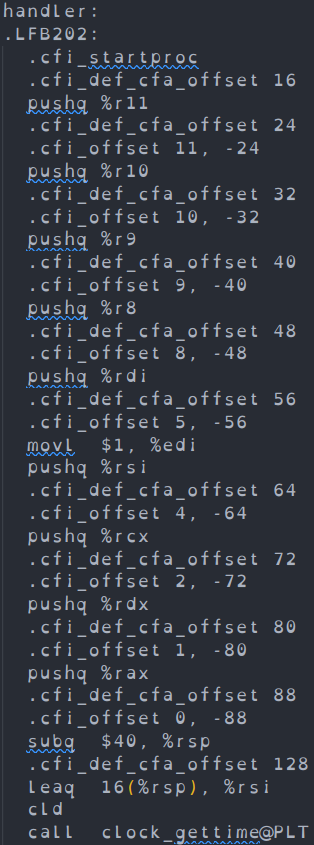 handler:
.LFB202:
.cfi_startproc
.cfi_def_cfa_offset 16
pushq %r11
.cfi_def_cfa_offset 24
.cfi_offset 11, -24
pushq %r10
.cfi_def_cfa_offset 32
.cfi_offset 10, -32
pushq %r9
.cfi_def_cfa_offset 40
.cfi_offset 9, -40
pushq %r8
.cfi_def_cfa_offset 48
.cfi_offset 8, -48
pushq %rdi
.cfi_def_cfa_offset 56
.cfi_offset 5, -56
movl $1, %edi
pushq %rsi
.cfi_def_cfa_offset 64
.cfi_offset 4, -64
pushq %rcx
.cfi_def_cfa_offset 72
.cfi_offset 2, -72
pushq %rdx
.cfi_def_cfa_offset 80
.cfi_offset 1, -80
pushq %rax
.cfi_def_cfa_offset 88
.cfi_offset 0, -88
subq $40, %rsp
.cfi_def_cfa_offset 128
leaq 16(%rsp), %rsi
cld
call clock_gettime@PLT